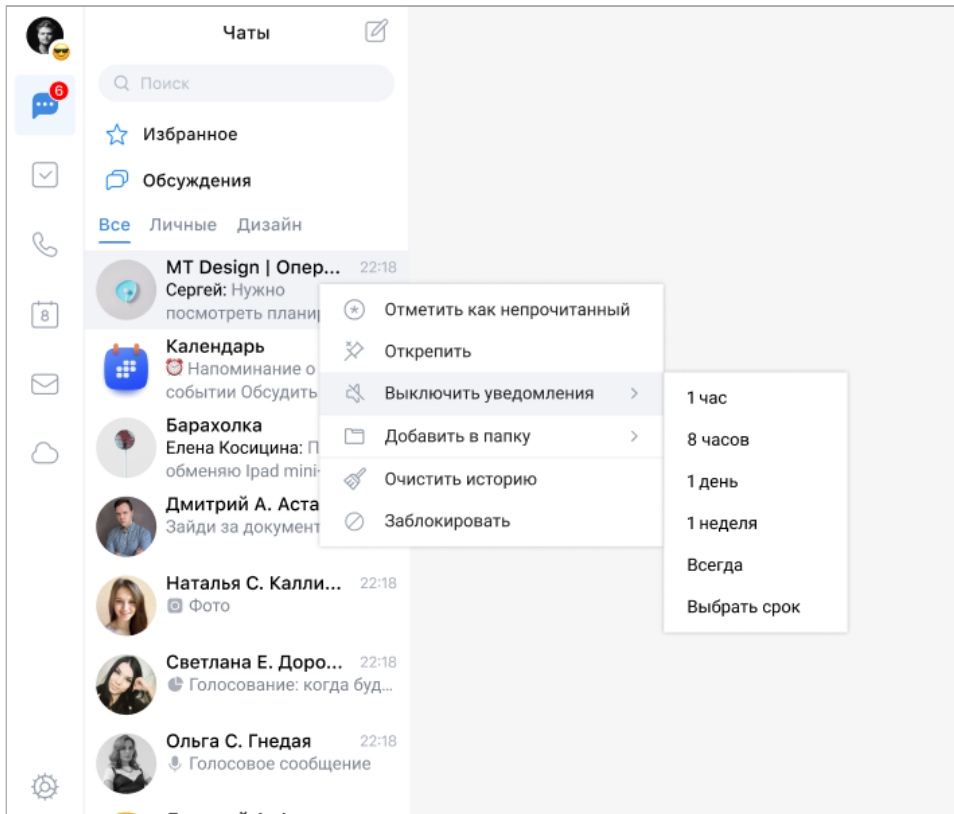 Чаты
6
Поиск
Избранное
Обсуждения
Все Личные Дизайн
MT Design | Опер... 22:18
Сергей: Нужно
посмотреть плани
8
Календарь
Напоминание о
событии Обсудить
Барахолка
Елена Косицина: П
обменяю Ipad mini-
Дмитрий А. Аста
Зайди за документ
Наталья С. Калли... 22:18
Фото
Светлана Е. Доро... 22:18
Голосование: когда буд...
Ольга С. Гнедая 22:18
Голосовое сообщение
Отметить как непрочитанный
Открепить
Выключить уведомления
Добавить в папку
Очистить историю
Заблокировать
1 час
8 часов
1 день
1 неделя
Всегда
Выбрать срок